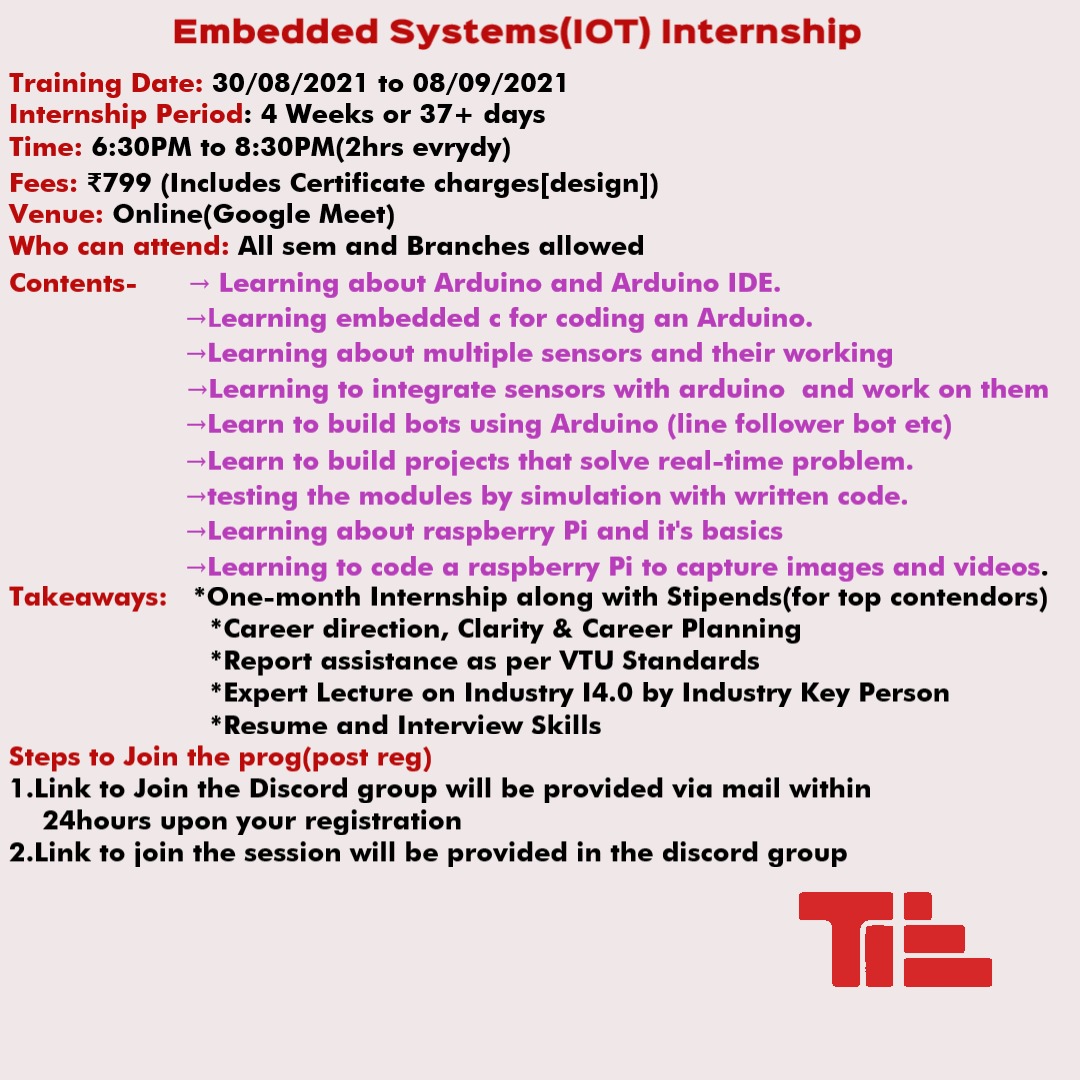 Embedded Systems(IOT) Internship
Training Date: 30/08/2021 to 08/09/2021
Internship Period: 4 Weeks or 37+ days
Time: 6:30PM to 8:30PM(2hrs evrydy)
Fees: ₹799 (Includes Certificate charges[design])
Venue: Online(Google Meet)
Who can attend: All sem and Branches allowed
Contents- → Learning about Arduino and Arduino IDE.
→Learning embedded c for coding an Arduino.
→Learning about multiple sensors and their working
→Learning to integrate sensors with arduino  and work on them
→Learn to build bots using Arduino (line follower bot etc)
→Learn to build projects that solve real-time problem.
→testing the modules by simulation with written code.
→Learning about raspberry Pi and it's basics
→Learning to code a raspberry Pi to capture images and videos.
Takeaways: *One-month Internship along with Stipends(for top contendors)
*Career direction, Clarity & Career Planning
*Report assistance as per VTU Standards
*Expert Lecture on Industry I4.0 by Industry Key Person
*Resume and Interview Skills
Steps to Join the prog(post reg)
1.Link to Join the Discord group will be provided via mail within
24hours upon your registration
2.Link to join the session will be provided in the discord group